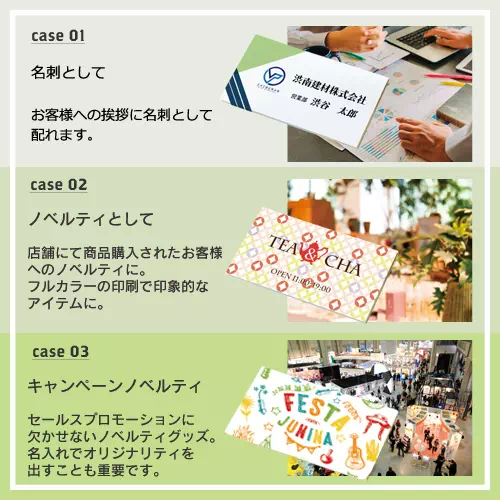 case 01
名刺として
お客様への挨拶に名刺として
配れます。
渋南建材株式会社
営業部 渋谷 太郎
case 02
ノベルティとして
店舗にて商品購入されたお客様
へのノベルティに。
フルカラーの印刷で印象的な
アイテムに。
TEA & CHA
OPEN 11:00-19:00
case 03
キャンペーンノベルティ
セールスプロモーションに
欠かせないノベルティグッズ。
名入れでオリジナリティを
出すことも重要です。
FESTA
JUNINA